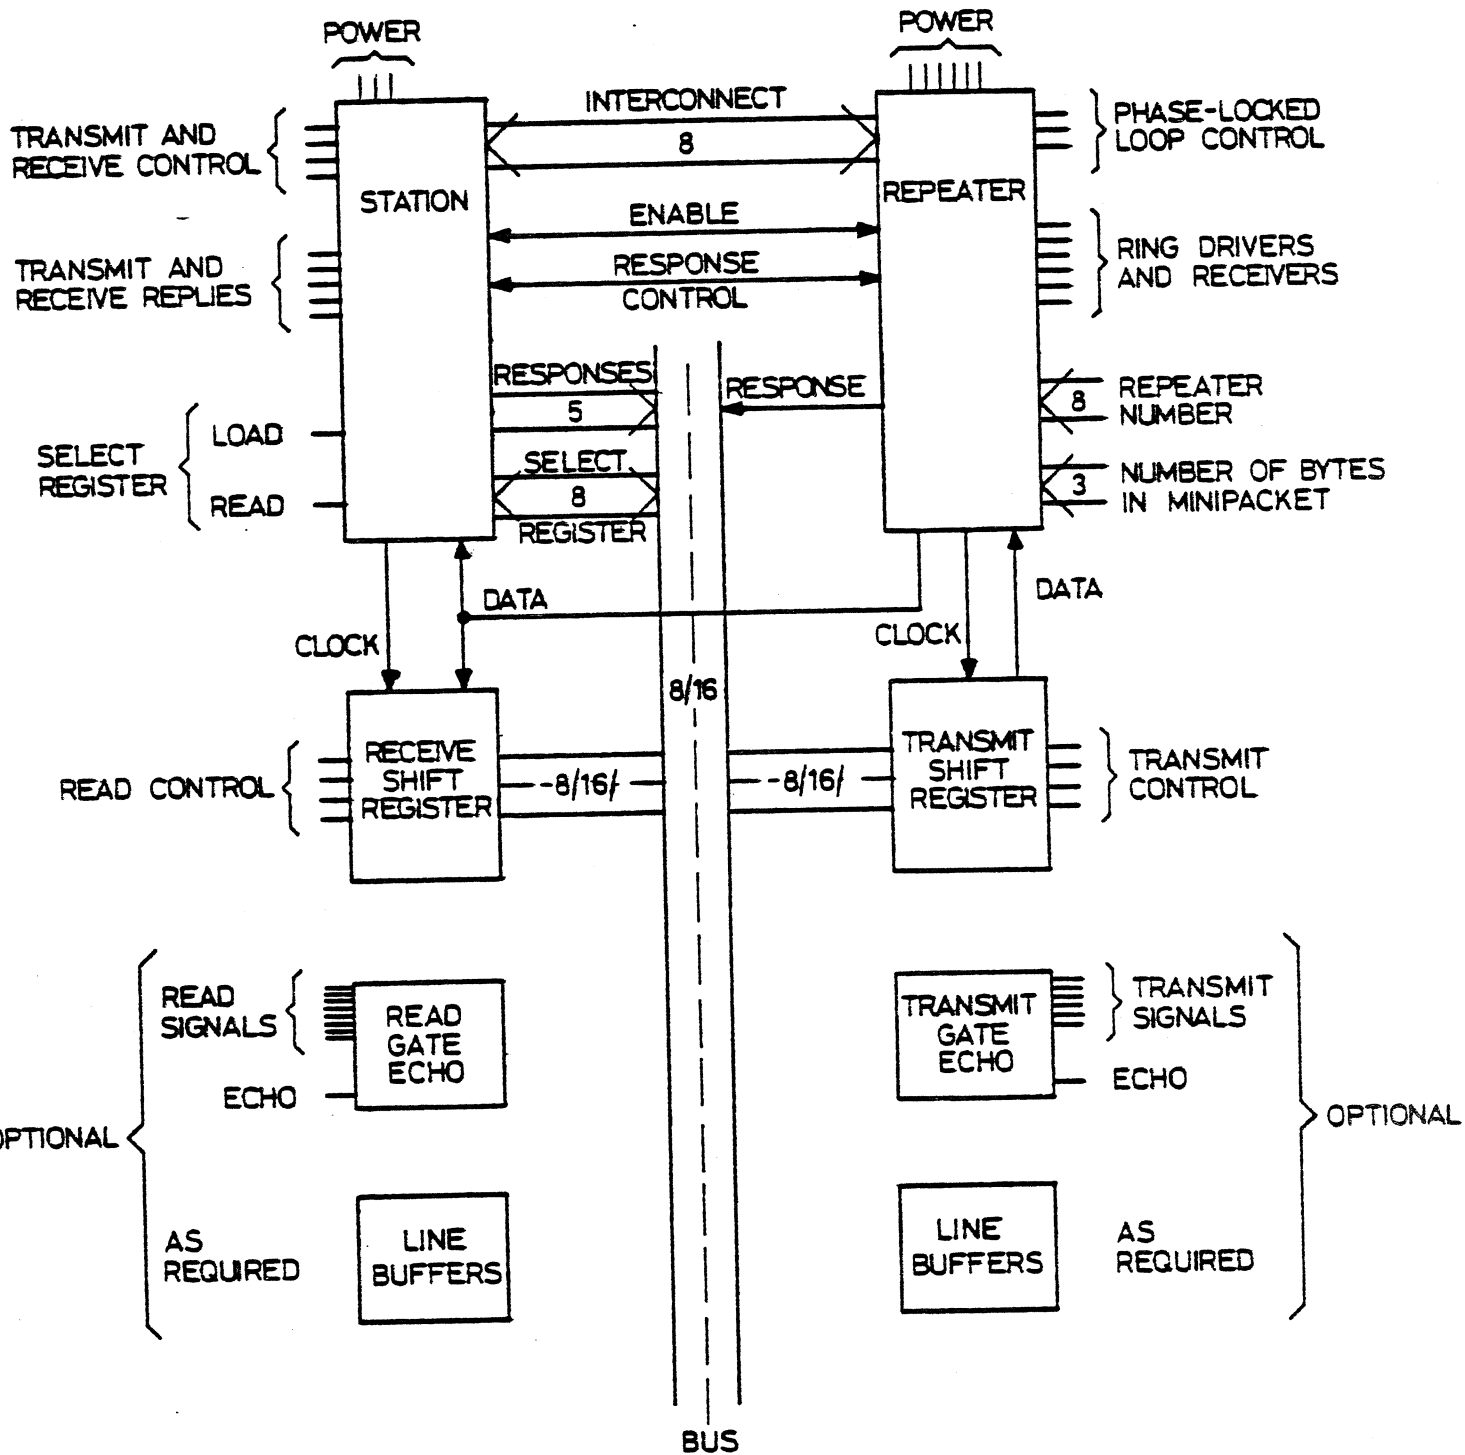 POWER
POWER
INTERCONNECT
8
TRANSMIT AND
RECEIVE CONTROL
STATION
REPEATER
PHASE-LOCKED
LOOP CONTROL
ENABLE
RESPONSE
CONTROL
TRANSMIT AND
RECEIVE REPLIES
RING DRIVERS
AND RECEIVERS
RESPONSES
5
RESPONSE
8
REPEATER
NUMBER
SELECT
REGISTER
LOAD
READ
SELECT
8
REGISTER
3
NUMBER OF BYTES
IN MINIPACKET
DATA
DATA
CLOCK
CLOCK
8/16
READ CONTROL
RECEIVE
SHIFT
REGISTER
-8/16/
-8/16/
TRANSMIT
SHIFT
REGISTER
TRANSMIT
CONTROL
READ
SIGNALS
READ
GATE
ECHO
ECHO
TRANSMIT
GATE
ECHO
TRANSMIT
SIGNALS
ECHO
OPTIONAL
OPTIONAL
AS
REQUIRED
LINE
BUFFERS
LINE
BUFFERS
AS
REQUIRED
BUS